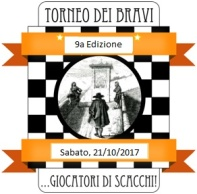 TORNEO DEI BRAVI
9a Edizione
Sabato, 21/10/2017
...GIOCATORI DI SCACCHI!